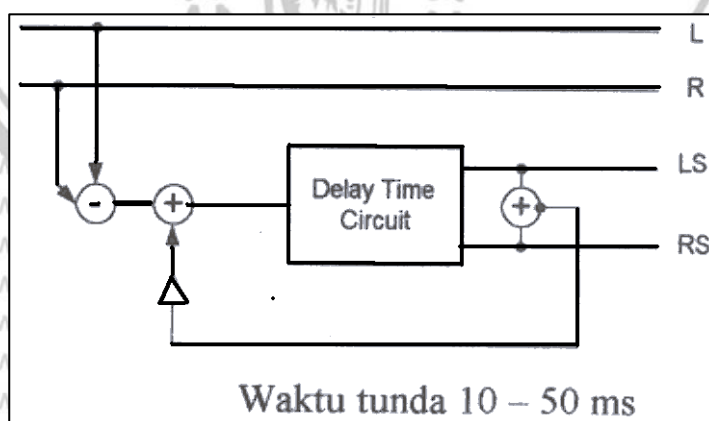 L
R
-
+
Delay Time
Circuit
+
LS
RS
Waktu tunda 10 – 50 ms